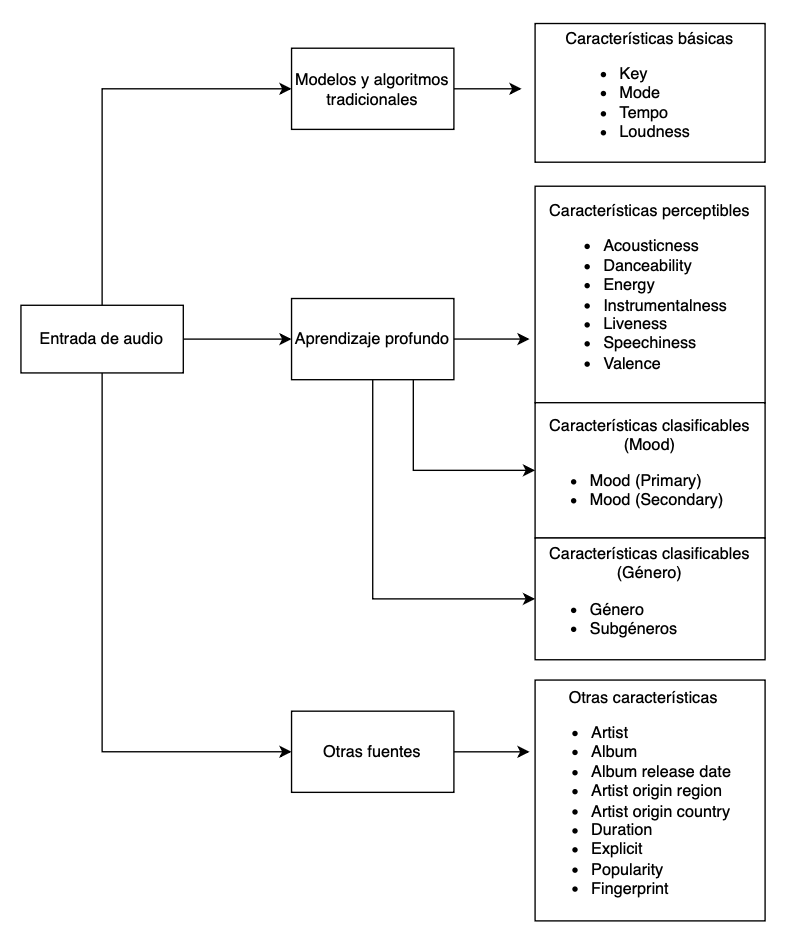 Modelos y algoritmos
tradicionales
Características básicas
• Key
• Mode
• Tempo
• Loudness
Entrada de audio
Aprendizaje profundo
Características perceptibles
• Acousticness
• Danceability
• Energy
• Instrumentalness
• Liveness
• Speechiness
• Valence
Características clasificables
(Mood)
• Mood (Primary)
• Mood (Secondary)
Características clasificables
(Género)
• Género
• Subgéneros
Otras fuentes
Otras características
• Artist
• Album
• Album release date
• Artist origin region
• Artist origin country
• Duration
• Explicit
• Popularity
• Fingerprint